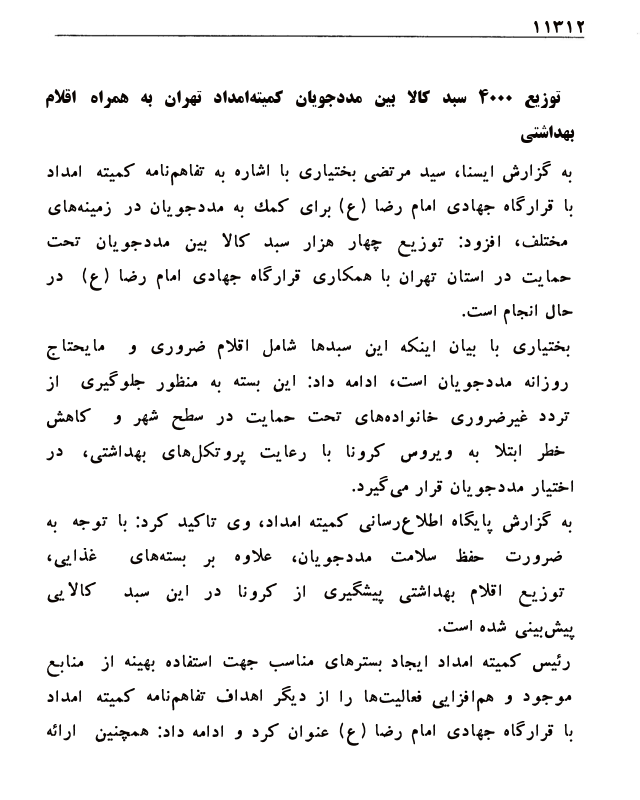 ۱۱۳۱۲
توزیع ۴۰۰۰ سبد کالا بین مددجویان کمیته‌امداد تهران به همراه اقلام
بهداشتی
به گزارش ایسنا، سید مرتضی بختیاری با اشاره به تفاهم‌نامه کمیته امداد
با قرارگاه جهادی امام رضا (ع) برای کمك به مددجویان در زمینه‌های
مختلف، افزود: توزیع چهار هزار سبد کالا بین مددجویان تحت
حمایت در استان تهران با همکاری قرارگاه جهادی امام رضا (ع) در
حال انجام است.
بختیاری با بیان اینکه این سبدها شامل اقلام ضروری و مایحتاج
روزانه مددجویان است، ادامه داد: این بسته به منظور جلوگیری از
تردد غیرضروری خانواده‌های تحت حمایت در سطح شهر و کاهش
خطر ابتلا به ویروس کرونا با رعایت پروتکل‌های بهداشتی، در
اختیار مددجویان قرار می‌گیرد.
به گزارش پایگاه اطلاع‌رسانی کمیته امداد، وی تاکید کرد: با توجه به
ضرورت حفظ سلامت مددجویان، علاوه بر بسته‌های غذایی،
توزیع اقلام بهداشتی پیشگیری از کرونا در این سبد کالایی
پیش‌بینی شده است.
رئیس کمیته امداد ایجاد بسترهای مناسب جهت استفاده بهینه از منابع
موجود و هم‌افزایی فعالیت‌ها را از دیگر اهداف تفاهم‌نامه کمیته امداد
با قرارگاه جهادی امام رضا (ع) عنوان کرد و ادامه داد: همچنین ارائه